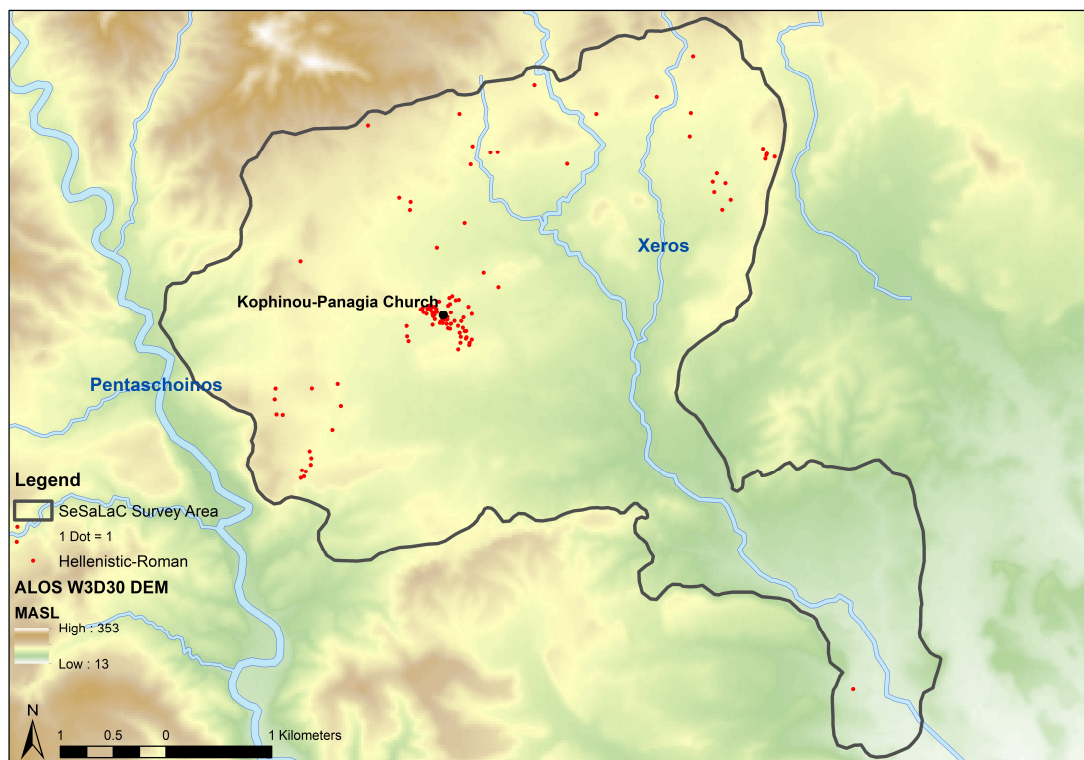 Xeros
Kophinou-Panagia Church
Pentaschoinos
Legend
SeSaLaC Survey Area
1 Dot = 1
Hellenistic-Roman
ALOS W3D30 DEM
MASL
High : 353
Low : 13
N
1 0.5 0 1 Kilometers